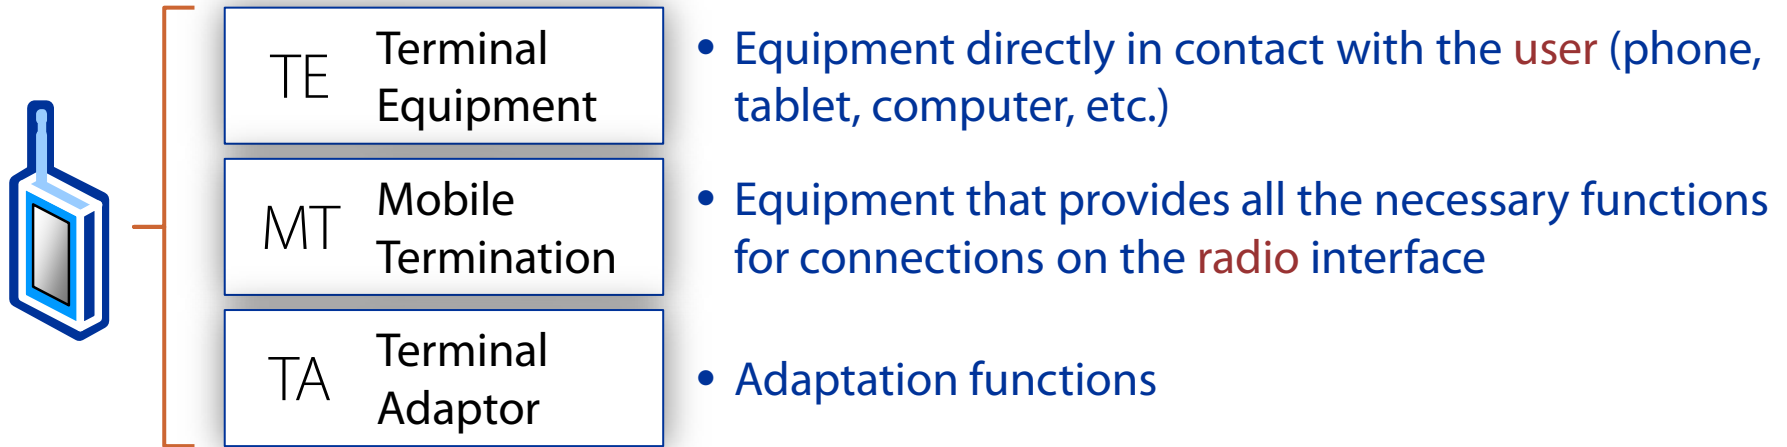 TE Terminal Equipment
• Equipment directly in contact with the user (phone,
tablet, computer, etc.)
MT Mobile Termination
• Equipment that provides all the necessary functions
for connections on the radio interface
TA Terminal Adaptor
• Adaptation functions